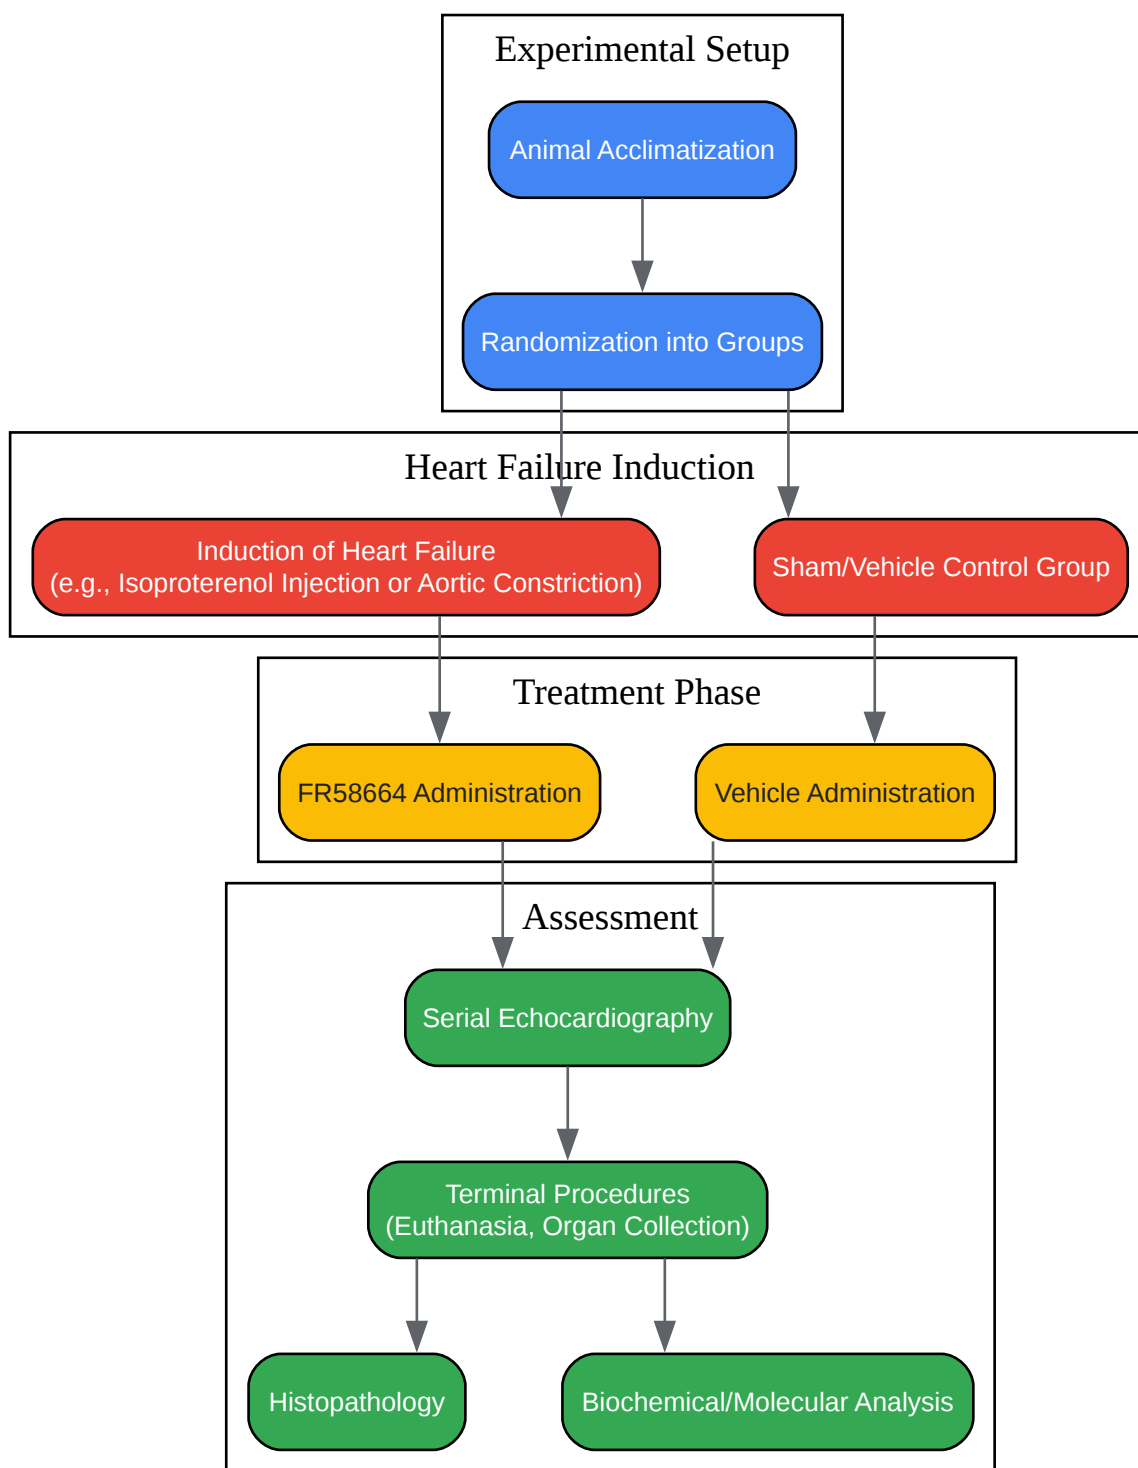 Experimental Setup
Animal Acclimatization
Randomization into Groups
Heart Failure Induction
Induction of Heart Failure
(e.g., Isoproterenol Injection or Aortic Constriction)
Sham/Vehicle Control Group
Treatment Phase
FR58664 Administration
Vehicle Administration
Assessment
Serial Echocardiography
Terminal Procedures
(Euthanasia, Organ Collection)
Histopathology
Biochemical/Molecular Analysis